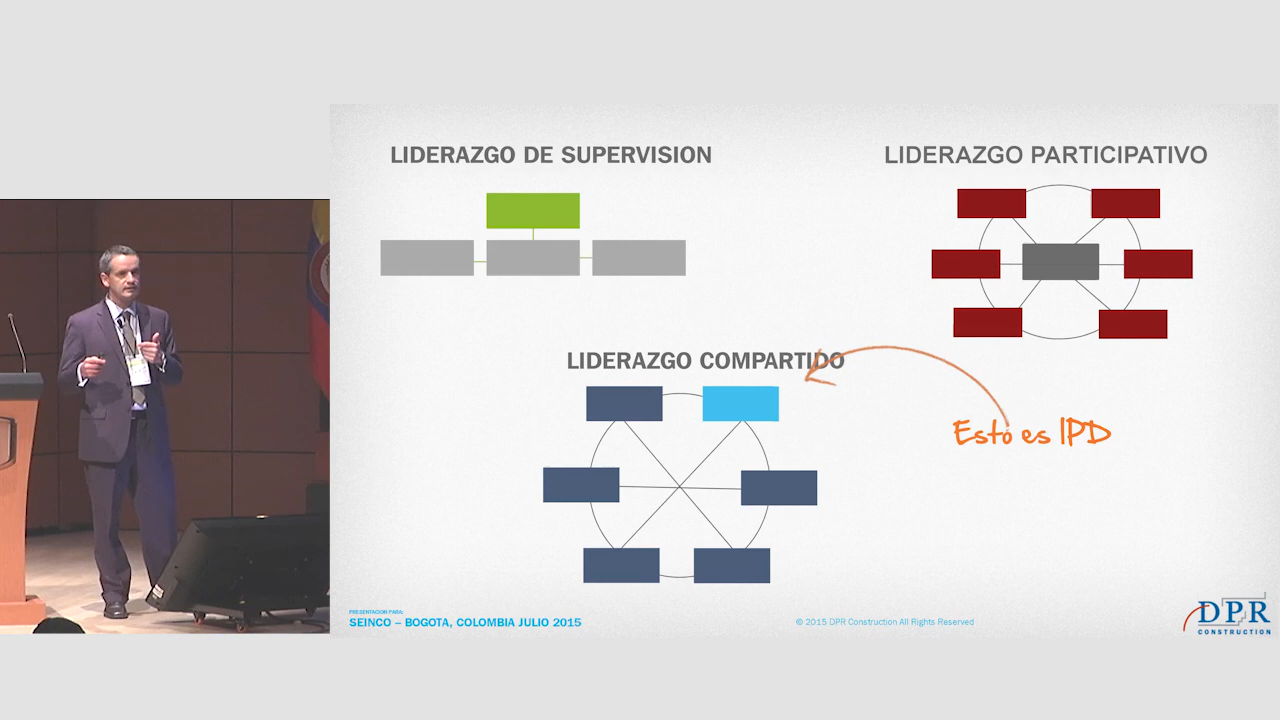 LIDERAZGO DE SUPERVISION
LIDERAZGO PARTICIPATIVO
LIDERAZGO COMPARTIDO
Esto es IPD
PRESENTACION PARA:
SEINCO – BOGOTA, COLOMBIA JULIO 2015
© 2015 DPR Construction All Rights Reserved
DPR
CONSTRUCTION